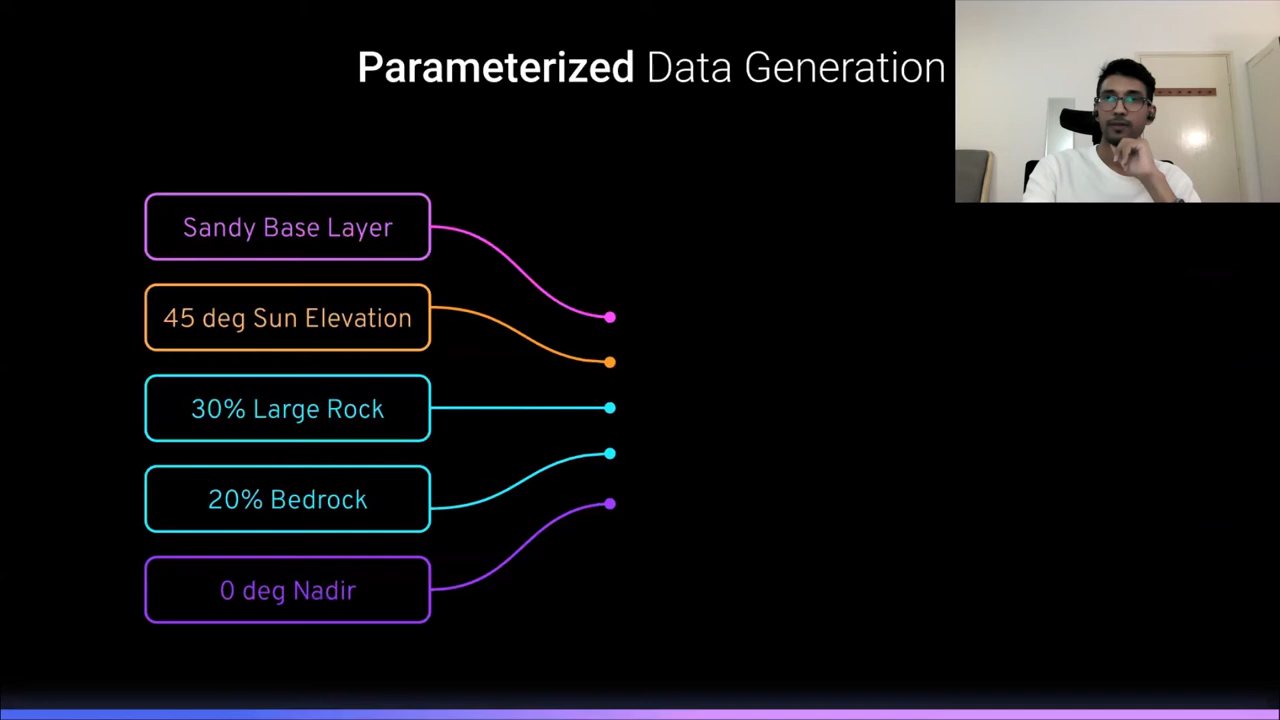 Parameterized Data Generation
Sandy Base Layer
45 deg Sun Elevation
30% Large Rock
20% Bedrock
0 deg Nadir